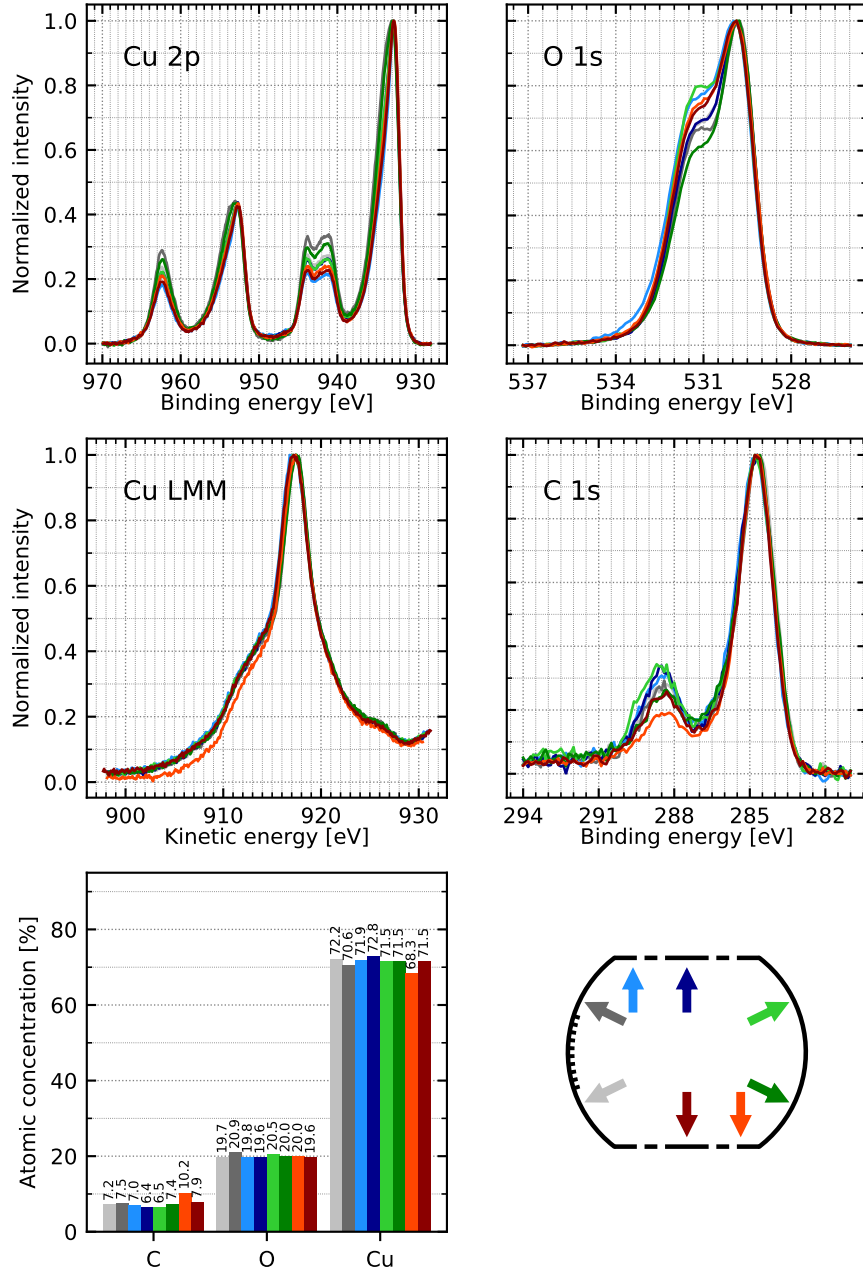 Cu 2p
Normalized intensity
1.0
0.8
0.6
0.4
0.2
0.0
970 960 950 940 930
Binding energy [eV]
O 1s
537 534 531 528
Binding energy [eV]
Cu LMM
Normalized intensity
1.0
0.8
0.6
0.4
0.2
0.0
900 910 920 930
Kinetic energy [eV]
C 1s
294 291 288 285 282
Binding energy [eV]
Atomic concentration [%]
80
60
40
20
0
7.2 7.5 7.0 6.4 6.5 7.4 10.2 7.9
19.7 20.9 19.8 19.6 20.5 20.0 20.0 19.6
72.2 70.6 71.9 72.8 71.5 71.5 68.3 71.5
C O Cu